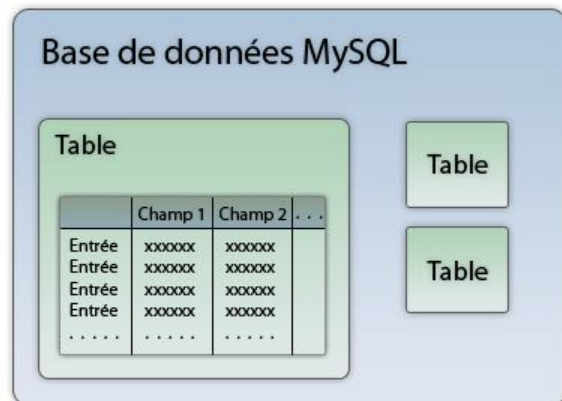 Base de données MySQL
Table
Champ 1 Champ 2 . . .
Entrée xxxxxx xxxxxx
Entrée xxxxxx xxxxxx
Entrée xxxxxx xxxxxx
Entrée xxxxxx xxxxxx
. . . . . . . . . . . . . . .
Table
Table